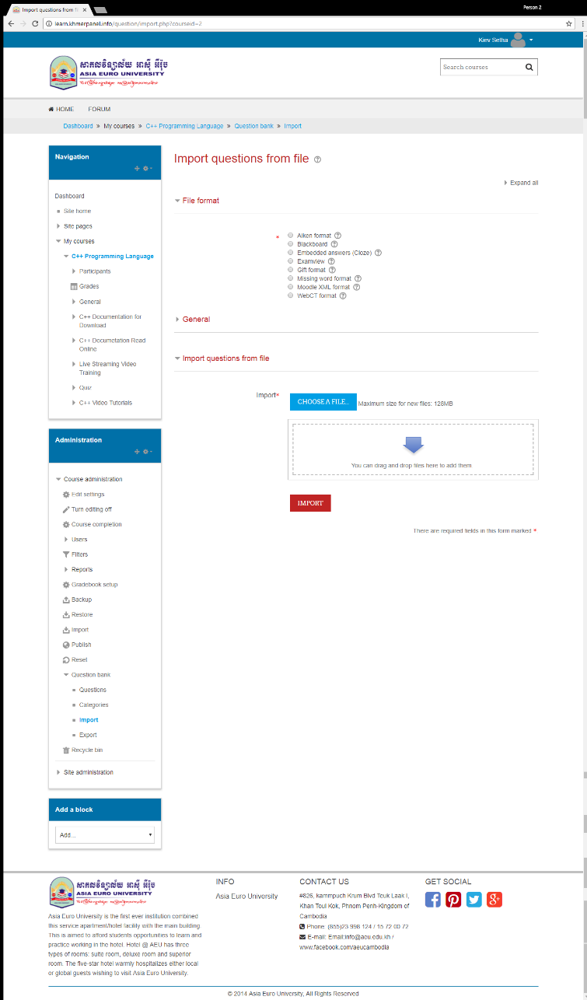 Import questions from fi
Person 2
learn.khmerpanel.info/question/import.php?courseid=2
Kiev Setha
សាកលវិទ្យាល័យ អាស៊ី អឺរ៉ុប
ASIA EURO UNIVERSITY
Search courses
HOME FORUM
Dashboard » My courses » C++ Programming Language » Question bank » Import
Navigation
Dashboard
Site home
Site pages
My courses
C++ Programming Language
Participants
Grades
General
C++ Documentation for
Download
C++ Documetation Read
Online
Live Streaming Video
Training
Quiz
C++ Video Tutorials
Administration
Course administration
Edit settings
Turn editing off
Course completion
Users
Filters
Reports
Gradebook setup
Backup
Restore
Import
Publish
Reset
Question bank
Questions
Categories
Import
Export
Recycle bin
Site administration
Add a block
Add...
Import questions from file
Expand all
File format
*
Aiken format
Blackboard
Embedded answers (Cloze)
Examview
Gift format
Missing word format
Moodle XML format
WebCT format
General
Import questions from file
Import*
CHOOSE A FILE...
Maximum size for new files: 128MB
You can drag and drop files here to add them
IMPORT
There are required fields in this form marked *
សាកលវិទ្យាល័យ អាស៊ី អឺរ៉ុប
ASIA EURO UNIVERSITY
Asia Euro University is the first ever institution combined
this service apartment/hotel facility with the main building.
This is aimed to afford students opportunities to learn and
practice working in the hotel. Hotel @ AEU has three
types of rooms: suite room, deluxe room and superior
room. The five-star hotel warmly hospitalizes either local
or global guests wishing to visit Asia Euro University.
INFO
Asia Euro University
CONTACT US
#826, kammpuch Krum Blvd Teuk Laak I,
Khan Toul Kok, Phnom Penh-Kingdom of
Cambodia
Phone: (855)23 998 124 / 15 72 00 72
E-mail: Email:info@aeu.edu.kh /
www.facebook.com/aeucambodia
GET SOCIAL
© 2014 Asia Euro University, All Rights Reserved